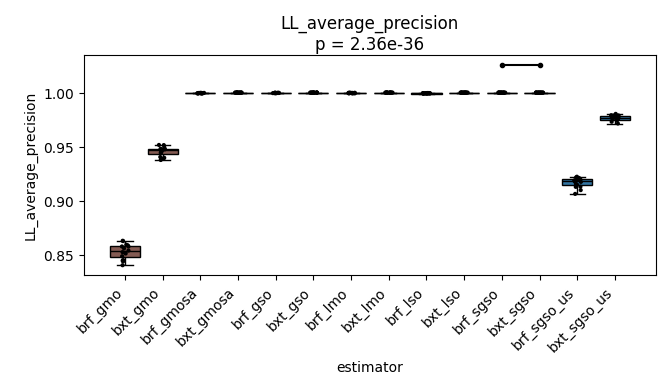 LL_average_precision
p = 2.36e-36
LL_average_precision
1.00
0.95
0.90
0.85
brf_gmo
bxt_gmo
brf_gmosa
bxt_gmosa
brf_gso
bxt_gso
brf_lmo
bxt_lmo
brf_lso
bxt_lso
brf_sgso
bxt_sgso
brf_sgso_us
bxt_sgso_us
estimator